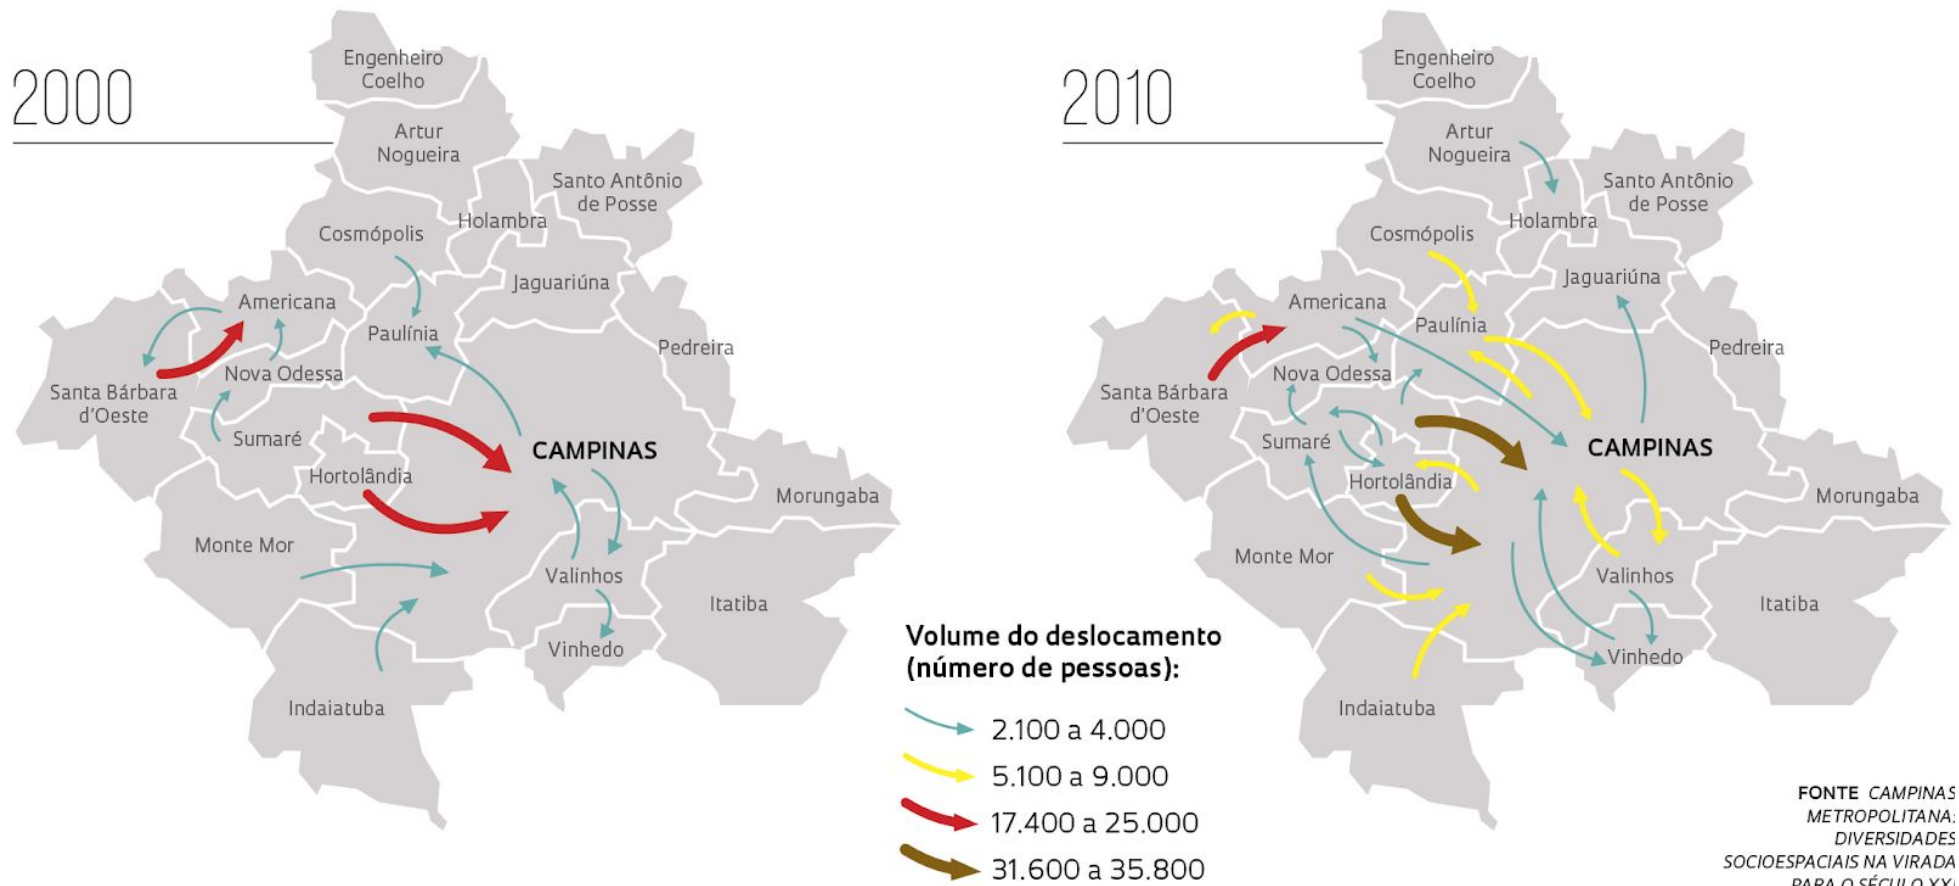 2000
Engenheiro
Coelho
Artur
Nogueira
Santo Antônio
de Posse
Holambra
Cosmópolis
Jaguariúna
Americana
Paulínia
Pedreira
Nova Odessa
Santa Bárbara
d'Oeste
Sumaré
CAMPINAS
Hortolândia
Morungaba
Monte Mor
Valinhos
Itatiba
Vinhedo
Indaiatuba
2010
Engenheiro
Coelho
Artur
Nogueira
Santo Antônio
de Posse
Holambra
Cosmópolis
Jaguariúna
Americana
Paulínia
Pedreira
Nova Odessa
Santa Bárbara
d'Oeste
Sumaré
CAMPINAS
Hortolândia
Morungaba
Monte Mor
Valinhos
Itatiba
Vinhedo
Indaiatuba
Volume do deslocamento
(número de pessoas):
2.100 a 4.000
5.100 a 9.000
17.400 a 25.000
31.600 a 35.800
FONTE CAMPINAS
METROPOLITANA:
DIVERSIDADES
SOCIOESPACIAIS NA VIRADA
PARA O SÉCULO XXI